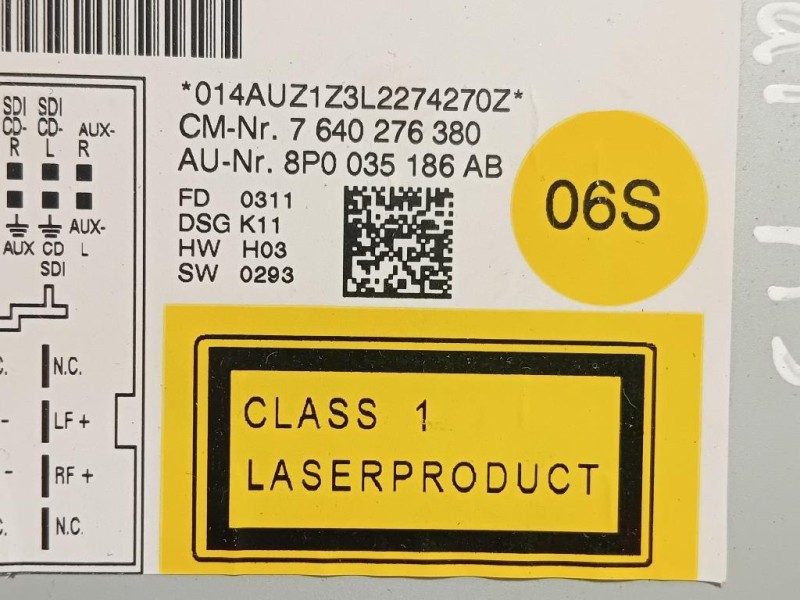 *014AUZ1Z3L2274270Z*
CM-Nr. 7 640 276 380
AU-Nr. 8P0 035 186 AB
FD 0311
DSG K11
HW H03
SW 0293
06S
SDI SDI
CD- CD- AUX-
R L R
AUX CD AUX-
SDI L
N.C.
- LF +
- RF +
N.C.
CLASS 1
LASERPRODUCT